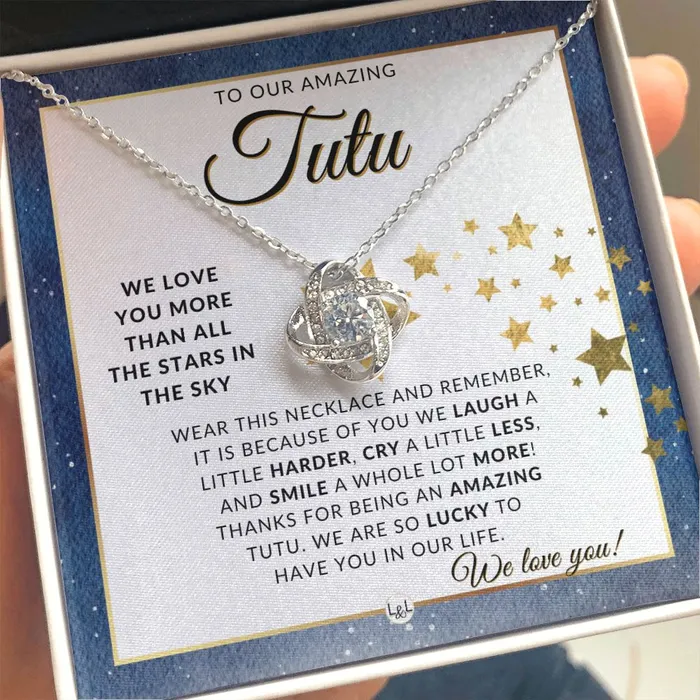 TO OUR AMAZING
Tutu
WE LOVE
YOU MORE
THAN ALL
THE STARS IN
THE SKY
WEAR THIS NECKLACE AND REMEMBER,
IT IS BECAUSE OF YOU WE LAUGH A
LITTLE HARDER, CRY A LITTLE LESS,
AND SMILE A WHOLE LOT MORE!
THANKS FOR BEING AN AMAZING
TUTU. WE ARE SO LUCKY TO
HAVE YOU IN OUR LIFE.
We love you!
L&L